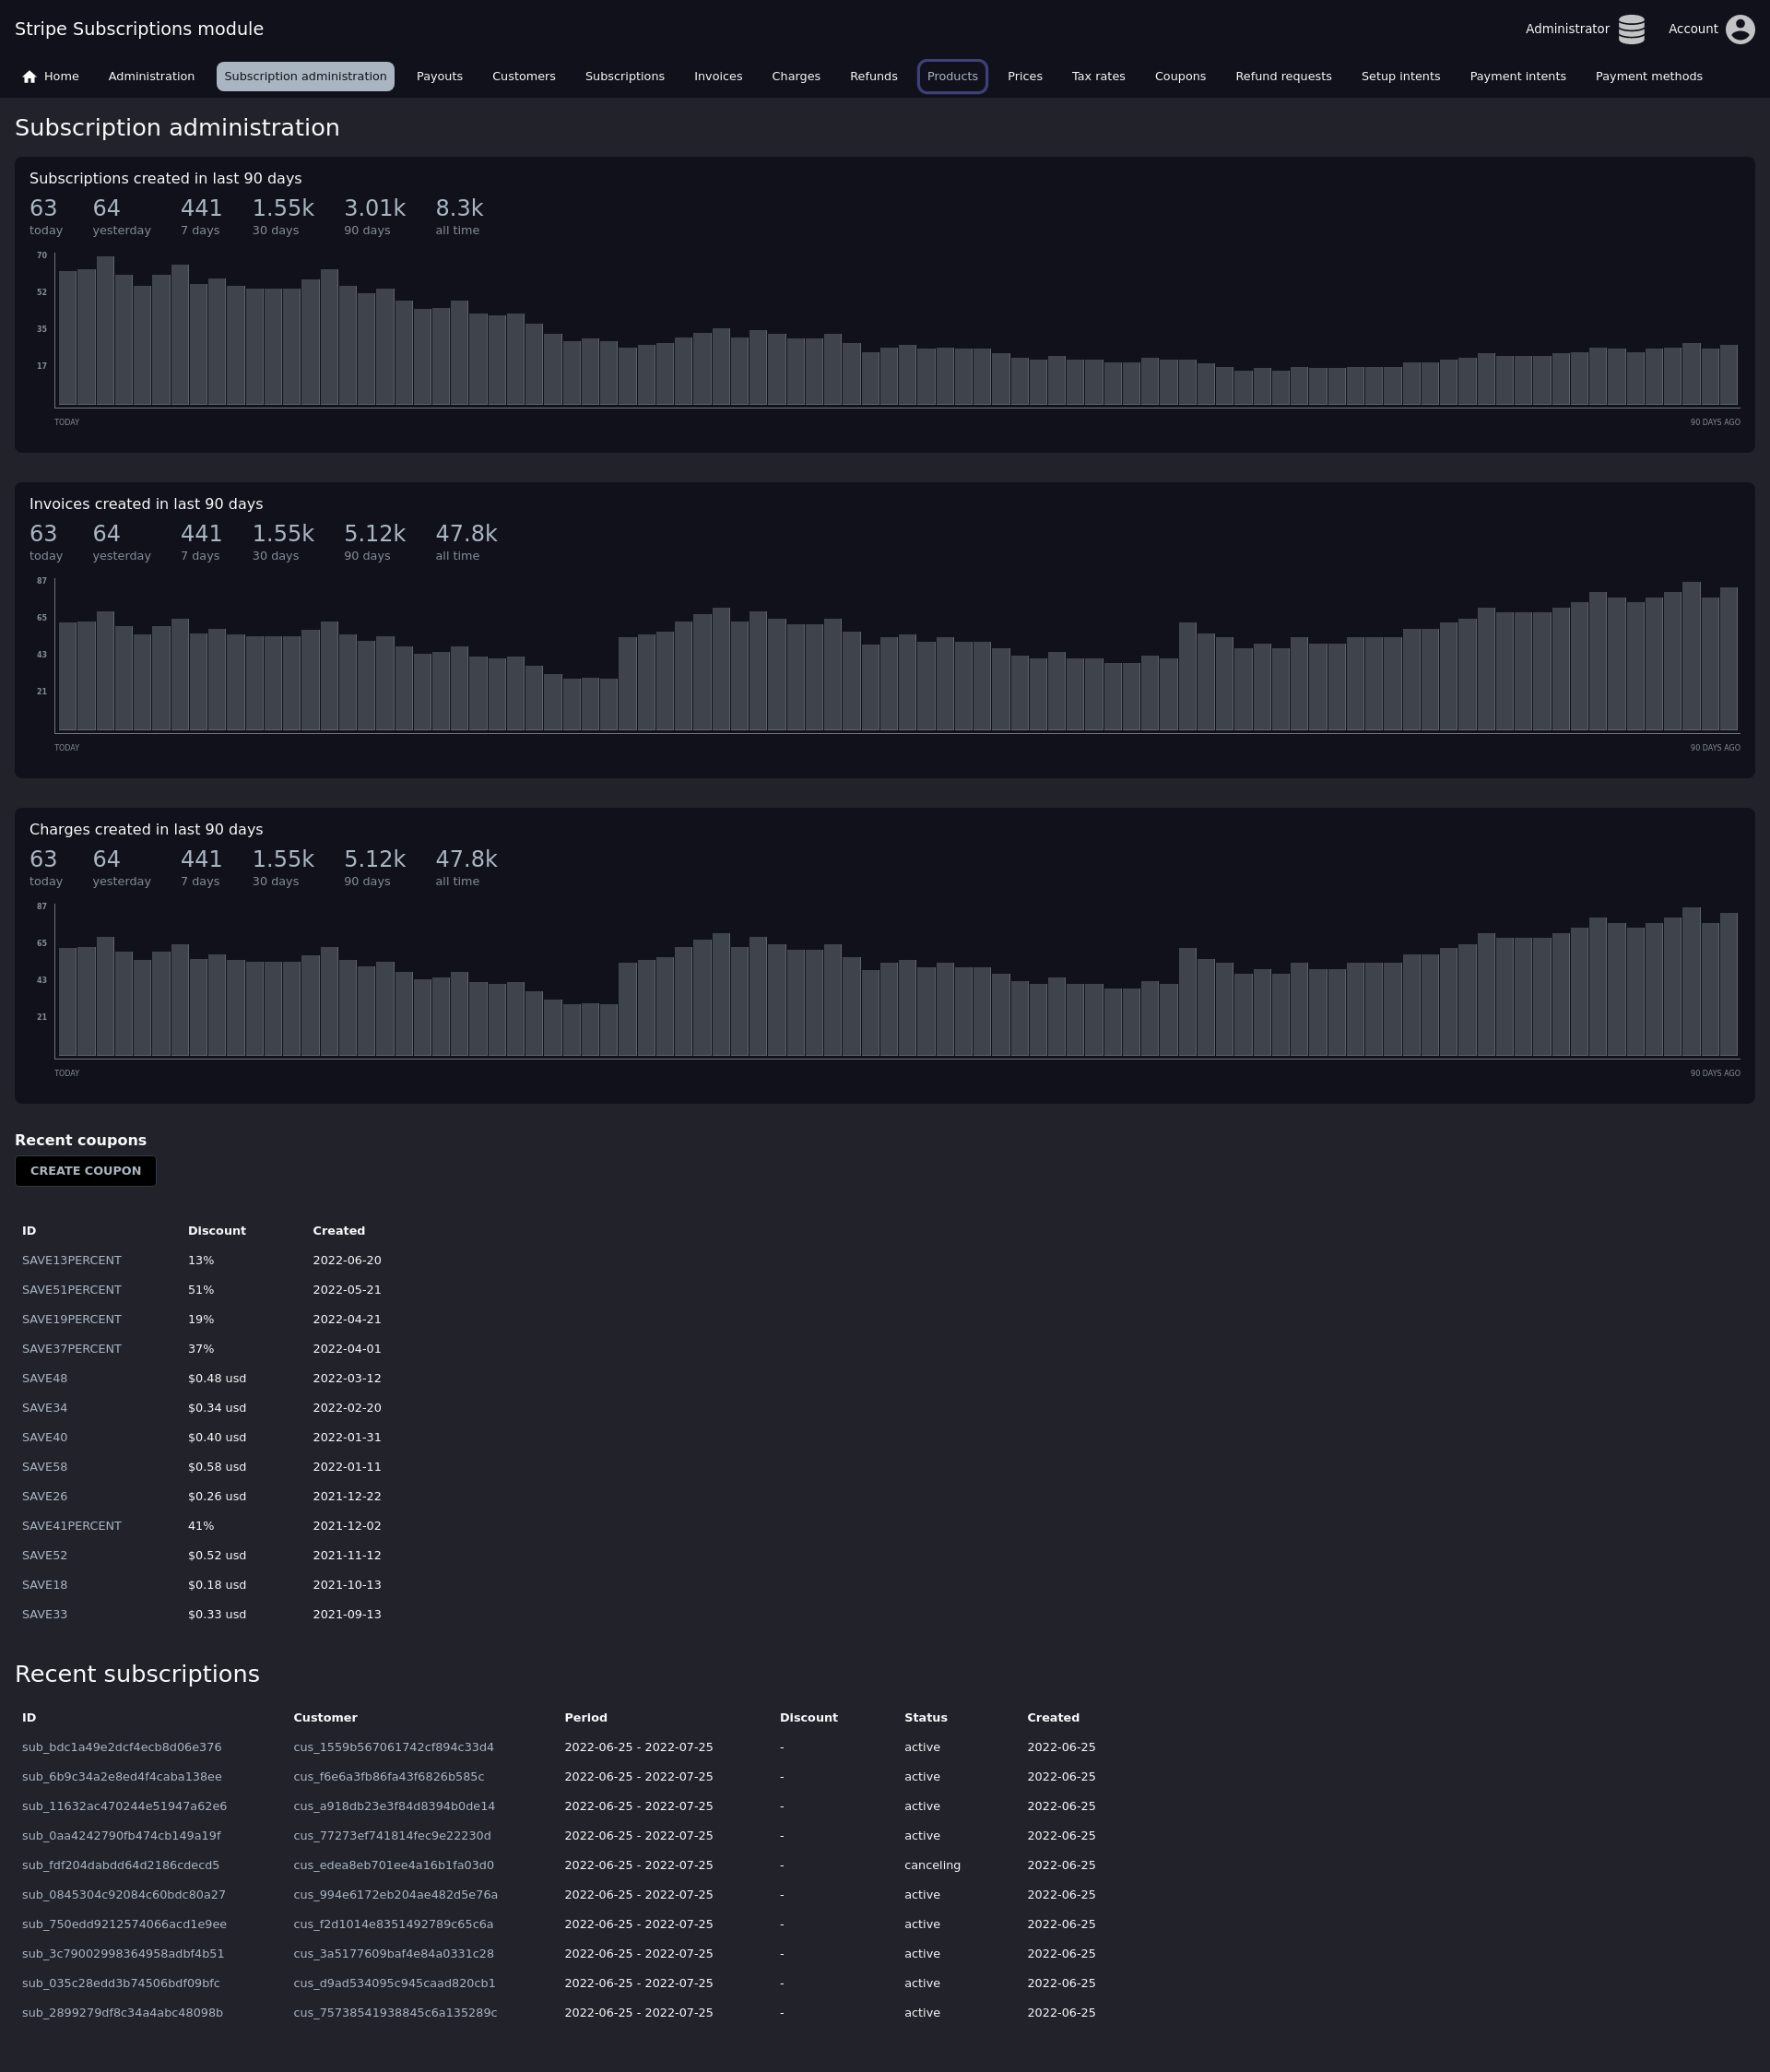 Stripe Subscriptions module
Administrator Account
Home Administration Subscription administration Payouts Customers Subscriptions Invoices Charges Refunds Products Prices Tax rates Coupons Refund requests Setup intents Payment intents Payment methods
Subscription administration
Subscriptions created in last 90 days
63 64 441 1.55k 3.01k 8.3k
today yesterday 7 days 30 days 90 days all time
70
52
35
17
TODAY 90 DAYS AGO
Invoices created in last 90 days
63 64 441 1.55k 5.12k 47.8k
today yesterday 7 days 30 days 90 days all time
87
65
43
21
TODAY 90 DAYS AGO
Charges created in last 90 days
63 64 441 1.55k 5.12k 47.8k
today yesterday 7 days 30 days 90 days all time
87
65
43
21
TODAY 90 DAYS AGO
Recent coupons
CREATE COUPON
ID Discount Created
SAVE13PERCENT 13% 2022-06-20
SAVE51PERCENT 51% 2022-05-21
SAVE19PERCENT 19% 2022-04-21
SAVE37PERCENT 37% 2022-04-01
SAVE48 $0.48 usd 2022-03-12
SAVE34 $0.34 usd 2022-02-20
SAVE40 $0.40 usd 2022-01-31
SAVE58 $0.58 usd 2022-01-11
SAVE26 $0.26 usd 2021-12-22
SAVE41PERCENT 41% 2021-12-02
SAVE52 $0.52 usd 2021-11-12
SAVE18 $0.18 usd 2021-10-13
SAVE33 $0.33 usd 2021-09-13
Recent subscriptions
ID Customer Period Discount Status Created
sub_bdc1a49e2dcf4ecb8d06e376 cus_1559b567061742cf894c33d4 2022-06-25 - 2022-07-25 - active 2022-06-25
sub_6b9c34a2e8ed4f4caba138ee cus_f6e6a3fb86fa43f6826b585c 2022-06-25 - 2022-07-25 - active 2022-06-25
sub_11632ac470244e51947a62e6 cus_a918db23e3f84d8394b0de14 2022-06-25 - 2022-07-25 - active 2022-06-25
sub_0aa4242790fb474cb149a19f cus_77273ef741814fec9e22230d 2022-06-25 - 2022-07-25 - active 2022-06-25
sub_fdf204dabdd64d2186cdecd5 cus_edea8eb701ee4a16b1fa03d0 2022-06-25 - 2022-07-25 - canceling 2022-06-25
sub_0845304c92084c60bdc80a27 cus_994e6172eb204ae482d5e76a 2022-06-25 - 2022-07-25 - active 2022-06-25
sub_750edd9212574066acd1e9ee cus_f2d1014e8351492789c65c6a 2022-06-25 - 2022-07-25 - active 2022-06-25
sub_3c79002998364958adbf4b51 cus_3a5177609baf4e84a0331c28 2022-06-25 - 2022-07-25 - active 2022-06-25
sub_035c28edd3b74506bdf09bfc cus_d9ad534095c945caad820cb1 2022-06-25 - 2022-07-25 - active 2022-06-25
sub_2899279df8c34a4abc48098b cus_75738541938845c6a135289c 2022-06-25 - 2022-07-25 - active 2022-06-25